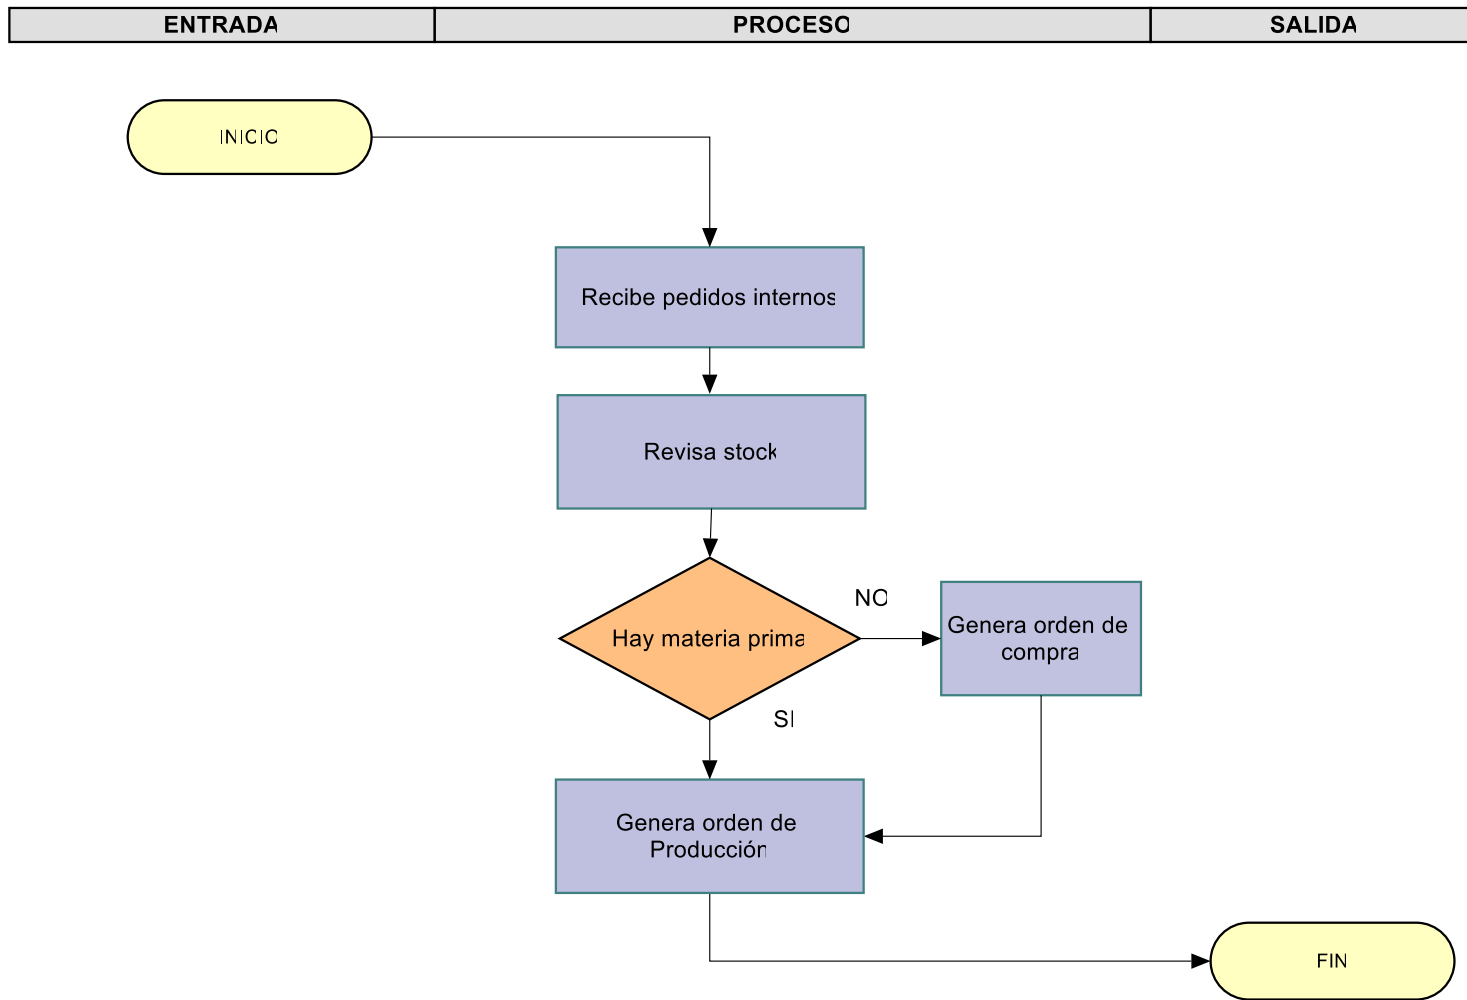 ENTRADA
PROCESO
SALIDA
INICIO
Recibe pedidos internos
Revisa stock
Hay materia prima
NO
Genera orden de
compra
SI
Genera orden de
Producción
FIN